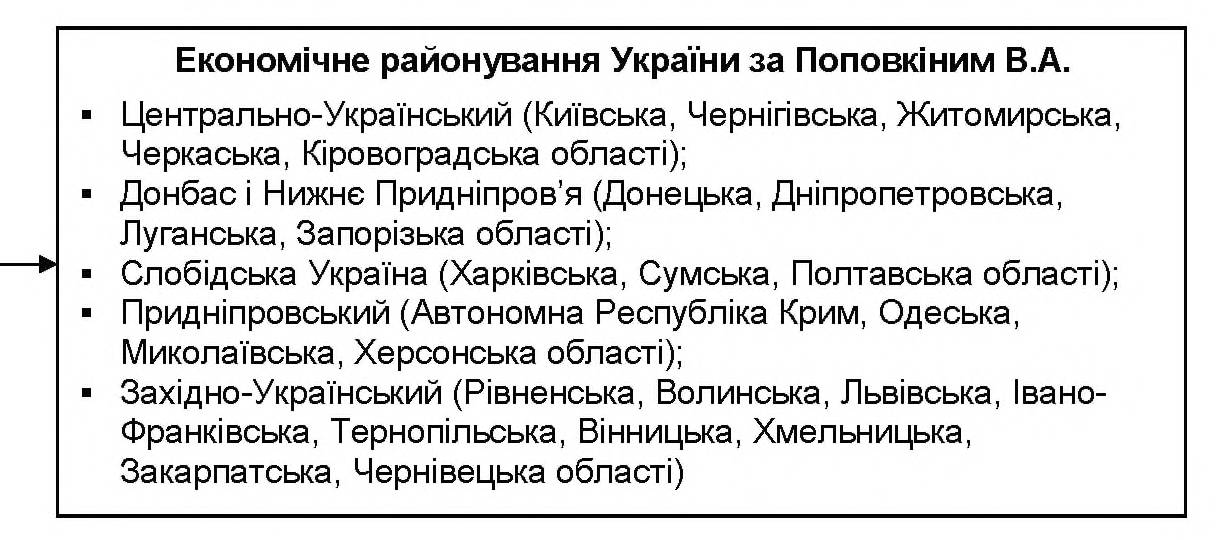 Економічне районування України за Поповкіним В.А.
▪ Центрально-Український (Київська, Чернігівська, Житомирська,
Черкаська, Кіровоградська області);
▪ Донбас і Нижнє Придніпров’я (Донецька, Дніпропетровська,
Луганська, Запорізька області);
▪ Слобідська Україна (Харківська, Сумська, Полтавська області);
▪ Придніпровський (Автономна Республіка Крим, Одеська,
Миколаївська, Херсонська області);
▪ Західно-Український (Рівненська, Волинська, Львівська, Івано-
Франківська, Тернопільська, Вінницька, Хмельницька,
Закарпатська, Чернівецька області)